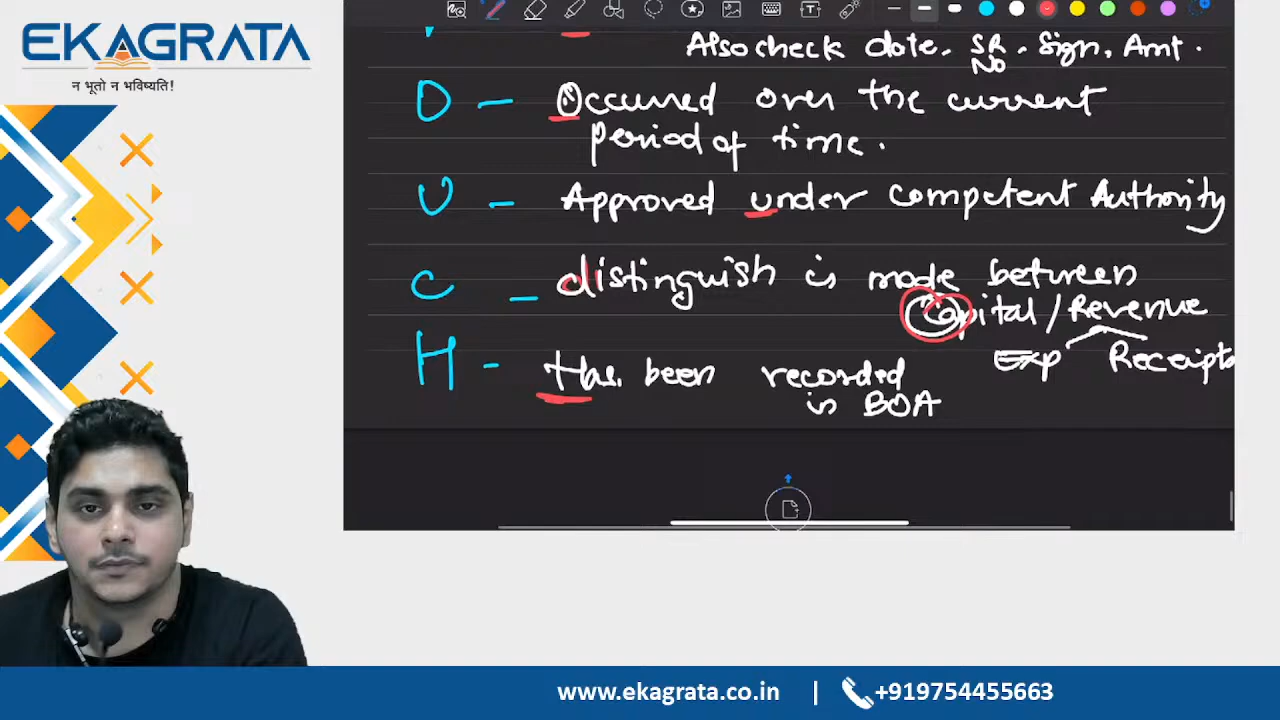 EKAGRATA
न भूतो न भविष्यति!
Also check date, SR No, Sign, Amt.
O - Occurred over the current
period of time.
U - Approved under competent Authority
C - distinguish is made between
Capital / Revenue
Exp Receipts
H - Has been recorded
in BOA
www.ekagrata.co.in | +919754455663